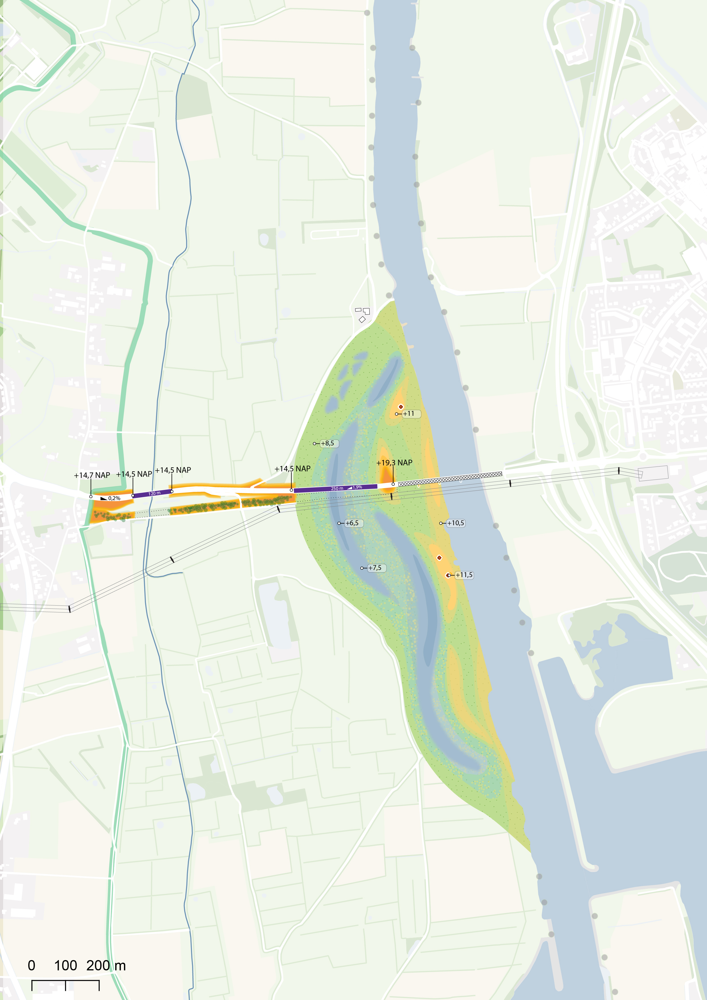 +11
+8,5
+19,3 NAP
+14,5 NAP
+14,5 NAP
+14,5 NAP
+14,7 NAP
250 m 1,9%
120 m
0,2%
+6,5
+10,5
+7,5
+11,5
0 100 200 m